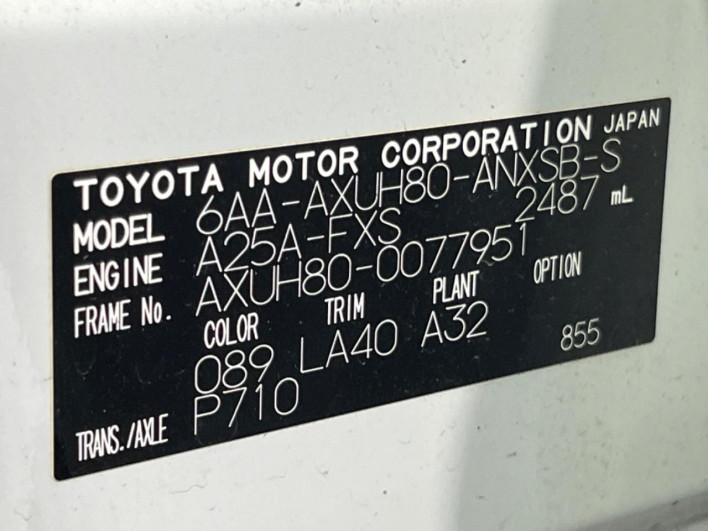 TOYOTA MOTOR CORPORATION JAPAN
MODEL 6AA-AXUH80-ANXSB-S
ENGINE A25A-FXS 2487 mL
FRAME No. AXUH80-0077951
COLOR TRIM PLANT OPTION
089 LA40 A32 855
TRANS./AXLE P710